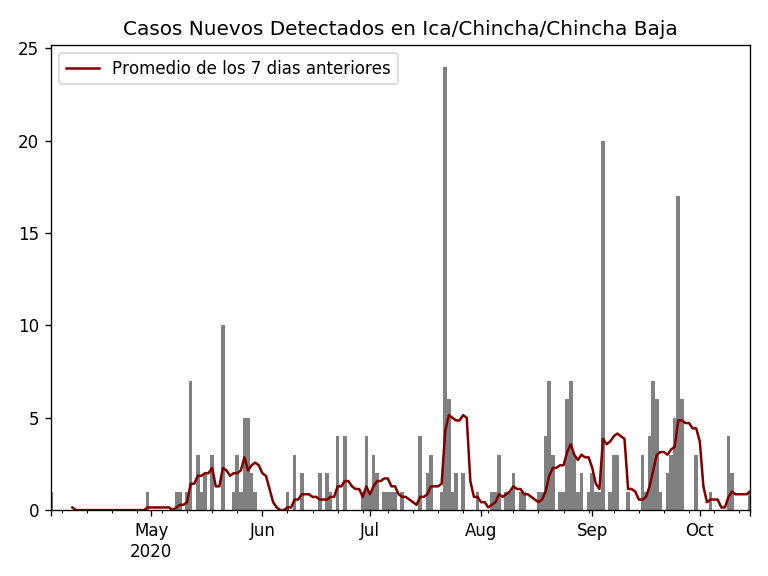 Casos Nuevos Detectados en Ica/Chincha/Chincha Baja
Promedio de los 7 dias anteriores
25
20
15
10
5
0
May Jun Jul Aug Sep Oct
2020